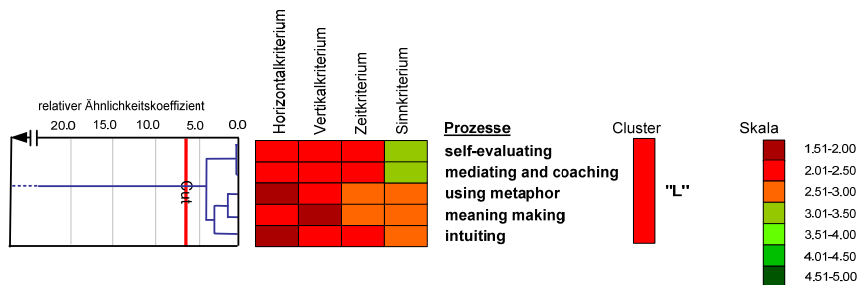 Horizontalkriterium
Vertikalkriterium
Zeitkriterium
Sinnkriterium
relativer Ähnlichkeitskoeffizient
20.0 15.0 10.0 5.0 0.0
Prozesse
Cluster
Skala
self-evaluating
mediating and coaching
using metaphor
meaning making
intuiting
Cut
"L"
1.51-2.00
2.01-2.50
2.51-3.00
3.01-3.50
3.51-4.00
4.01-4.50
4.51-5.00